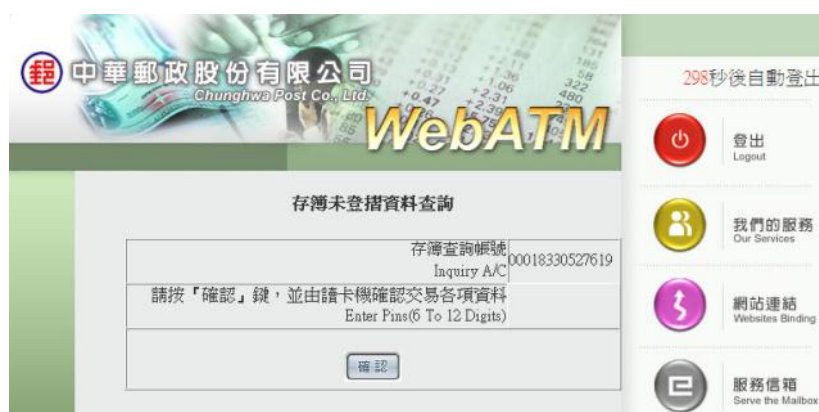 郵 中華郵政股份有限公司
Chunghwa Post Co., Ltd.
WebATM
298秒後自動登出
登出
Logout
我們的服務
Our Services
網站連結
Websites Binding
服務信箱
Serve the Mailbox
存簿未登摺資料查詢
存簿查詢帳號
Inquiry A/C
00018330527619
請按『確認』鍵,並由讀卡機確認交易各項資料
Enter Pins(6 To 12 Digits)
確認